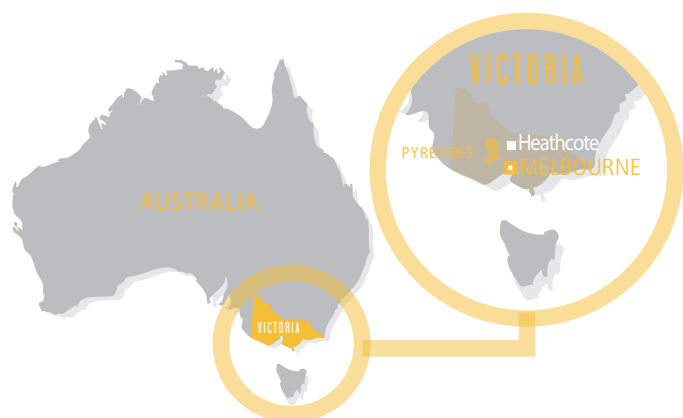 AUSTRALIA
VICTORIA
VICTORIA
PYRENEES
Heathcote
MELBOURNE